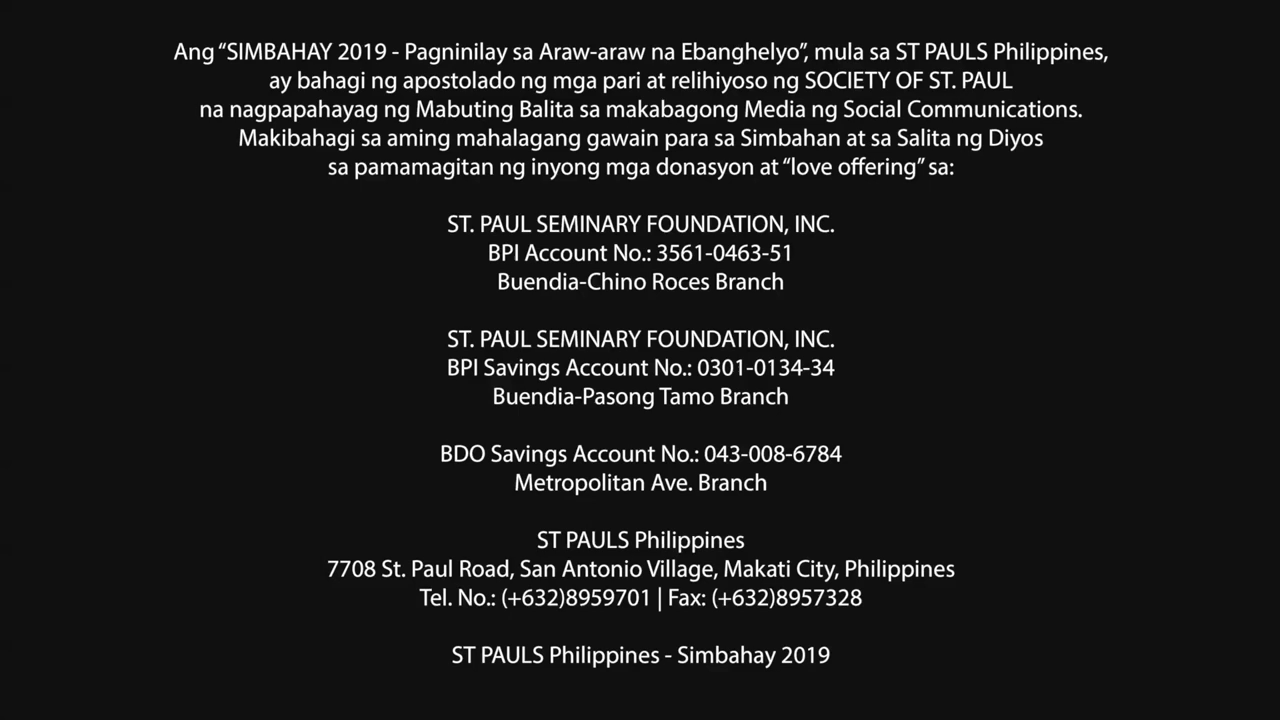 Ang “SIMBAHAY 2019 - Pagninilay sa Araw-araw na Ebanghelyo”, mula sa ST PAULS Philippines,
ay bahagi ng apostolado ng mga pari at relihiyoso ng SOCIETY OF ST. PAUL
na nagpapahayag ng Mabuting Balita sa makabagong Media ng Social Communications.
Makibahagi sa aming mahalagang gawain para sa Simbahan at sa Salita ng Diyos
sa pamamagitan ng inyong mga donasyon at “love offering” sa:
ST. PAUL SEMINARY FOUNDATION, INC.
BPI Account No.: 3561-0463-51
Buendia-Chino Roces Branch
ST. PAUL SEMINARY FOUNDATION, INC.
BPI Savings Account No.: 0301-0134-34
Buendia-Pasong Tamo Branch
BDO Savings Account No.: 043-008-6784
Metropolitan Ave. Branch
ST PAULS Philippines
7708 St. Paul Road, San Antonio Village, Makati City, Philippines
Tel. No.: (+632)8959701 | Fax: (+632)8957328
ST PAULS Philippines - Simbahay 2019